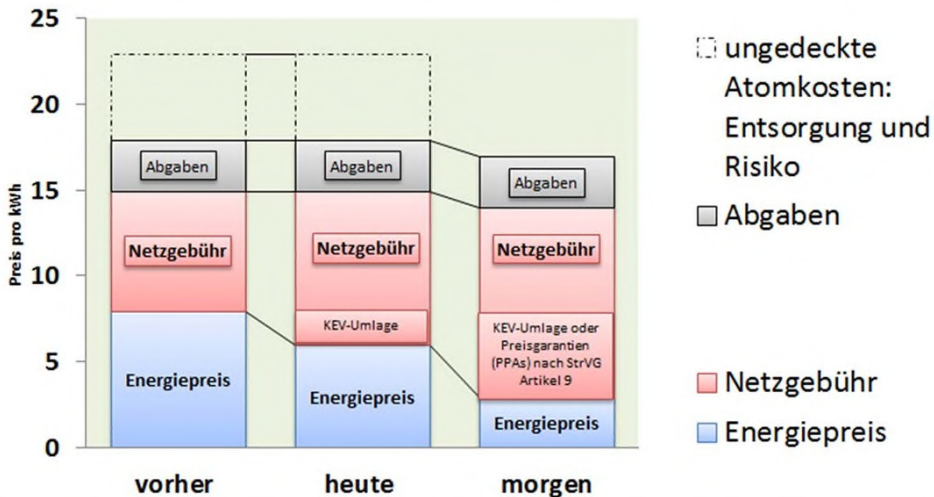 25
20
15
10
5
0
Preis pro kWh
Abgaben
Netzgebühr
Energiepreis
vorher
Abgaben
Netzgebühr
KEV-Umlage
Energiepreis
heute
Abgaben
Netzgebühr
KEV-Umlage oder
Preisgarantien
(PPAs) nach StrVG
Artikel 9
Energiepreis
morgen
ungedeckte
Atomkosten:
Entsorgung und
Risiko
Abgaben
Netzgebühr
Energiepreis